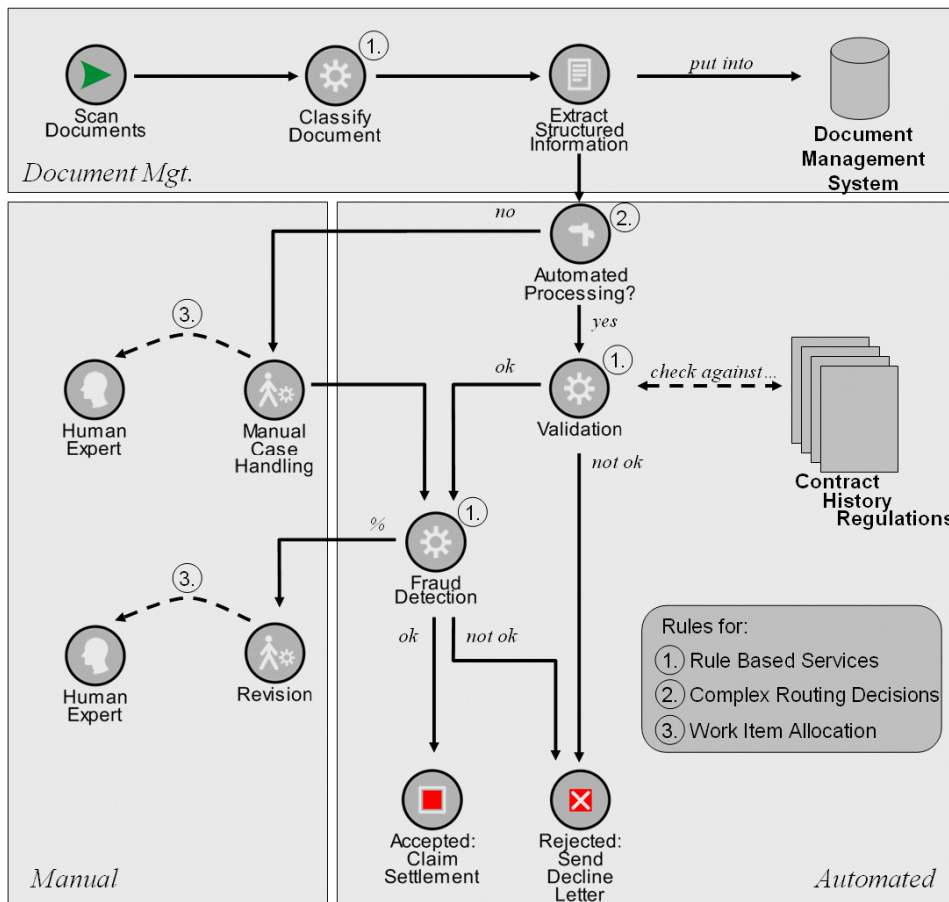 1.
Scan
Documents
Classify
Document
Extract
Structured
Information
put into
Document
Management
System
Document Mgt.
no
2.
Automated
Processing?
yes
3.
Human
Expert
Manual
Case
Handling
ok
1.
Validation
check against...
not ok
Contract
History
Regulations
%
1.
Fraud
Detection
3.
Human
Expert
Revision
ok
not ok
Rules for:
1. Rule Based Services
2. Complex Routing Decisions
3. Work Item Allocation
Accepted:
Claim
Settlement
Rejected:
Send
Decline
Letter
Manual
Automated